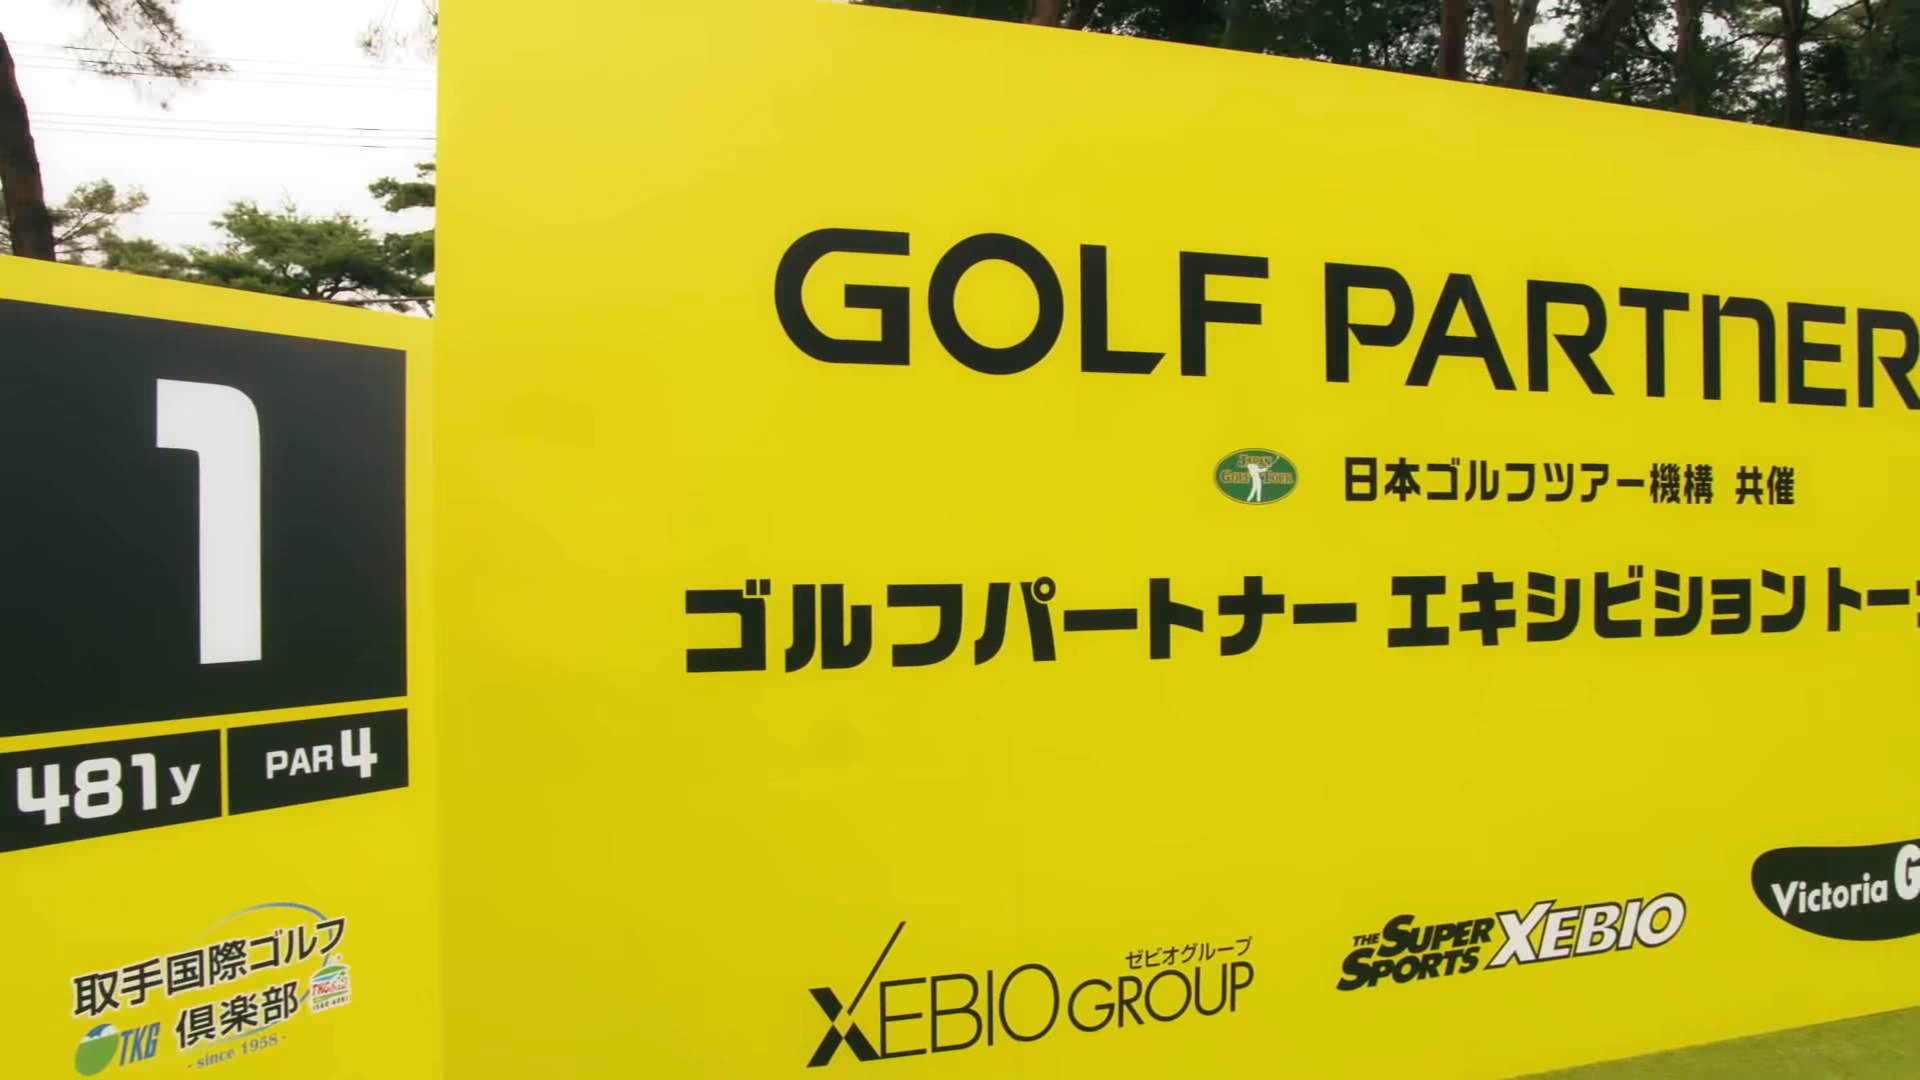 1
481y
PAR4
取手国際ゴルフ
倶楽部
TKG
- since 1958 -
GOLF PARTNER
JAPAN
GOLF TOUR
日本ゴルフツアー機構 共催
ゴルフパートナー エキシビショントー
ゼビオグループ
XEBIO GROUP
THE SUPER
SPORTS XEBIO
Victoria G